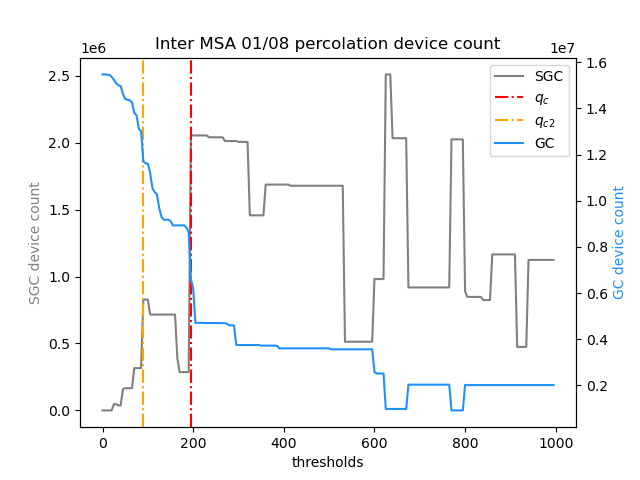 Inter MSA 01/08 percolation device count
1e6
1e7
2.5
2.0
1.5
1.0
0.5
0.0
SGC device count
1.6
1.4
1.2
1.0
0.8
0.6
0.4
0.2
GC device count
SGC
q_c
q_c2
GC
0 200 400 600 800 1000
thresholds